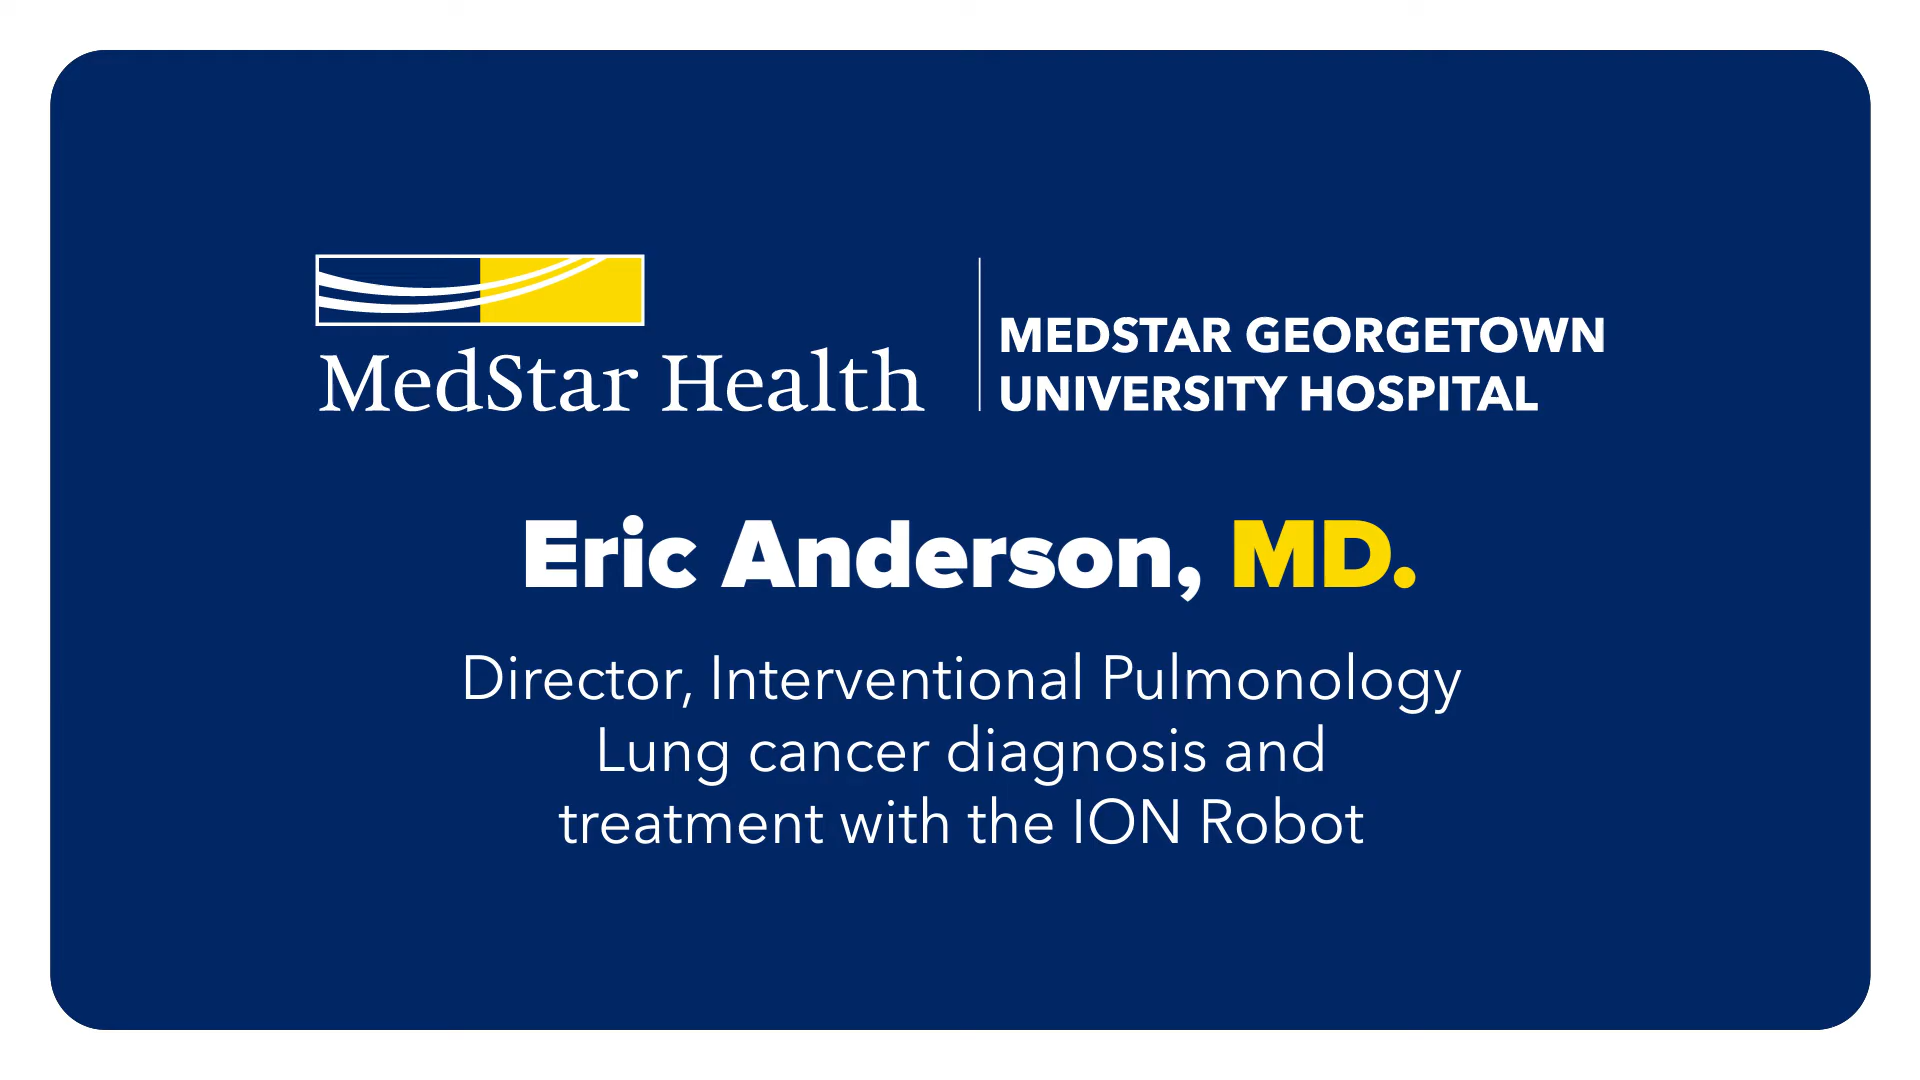 MedStar Health
MEDSTAR GEORGETOWN
UNIVERSITY HOSPITAL
Eric Anderson, MD.
Director, Interventional Pulmonology
Lung cancer diagnosis and
treatment with the ION Robot